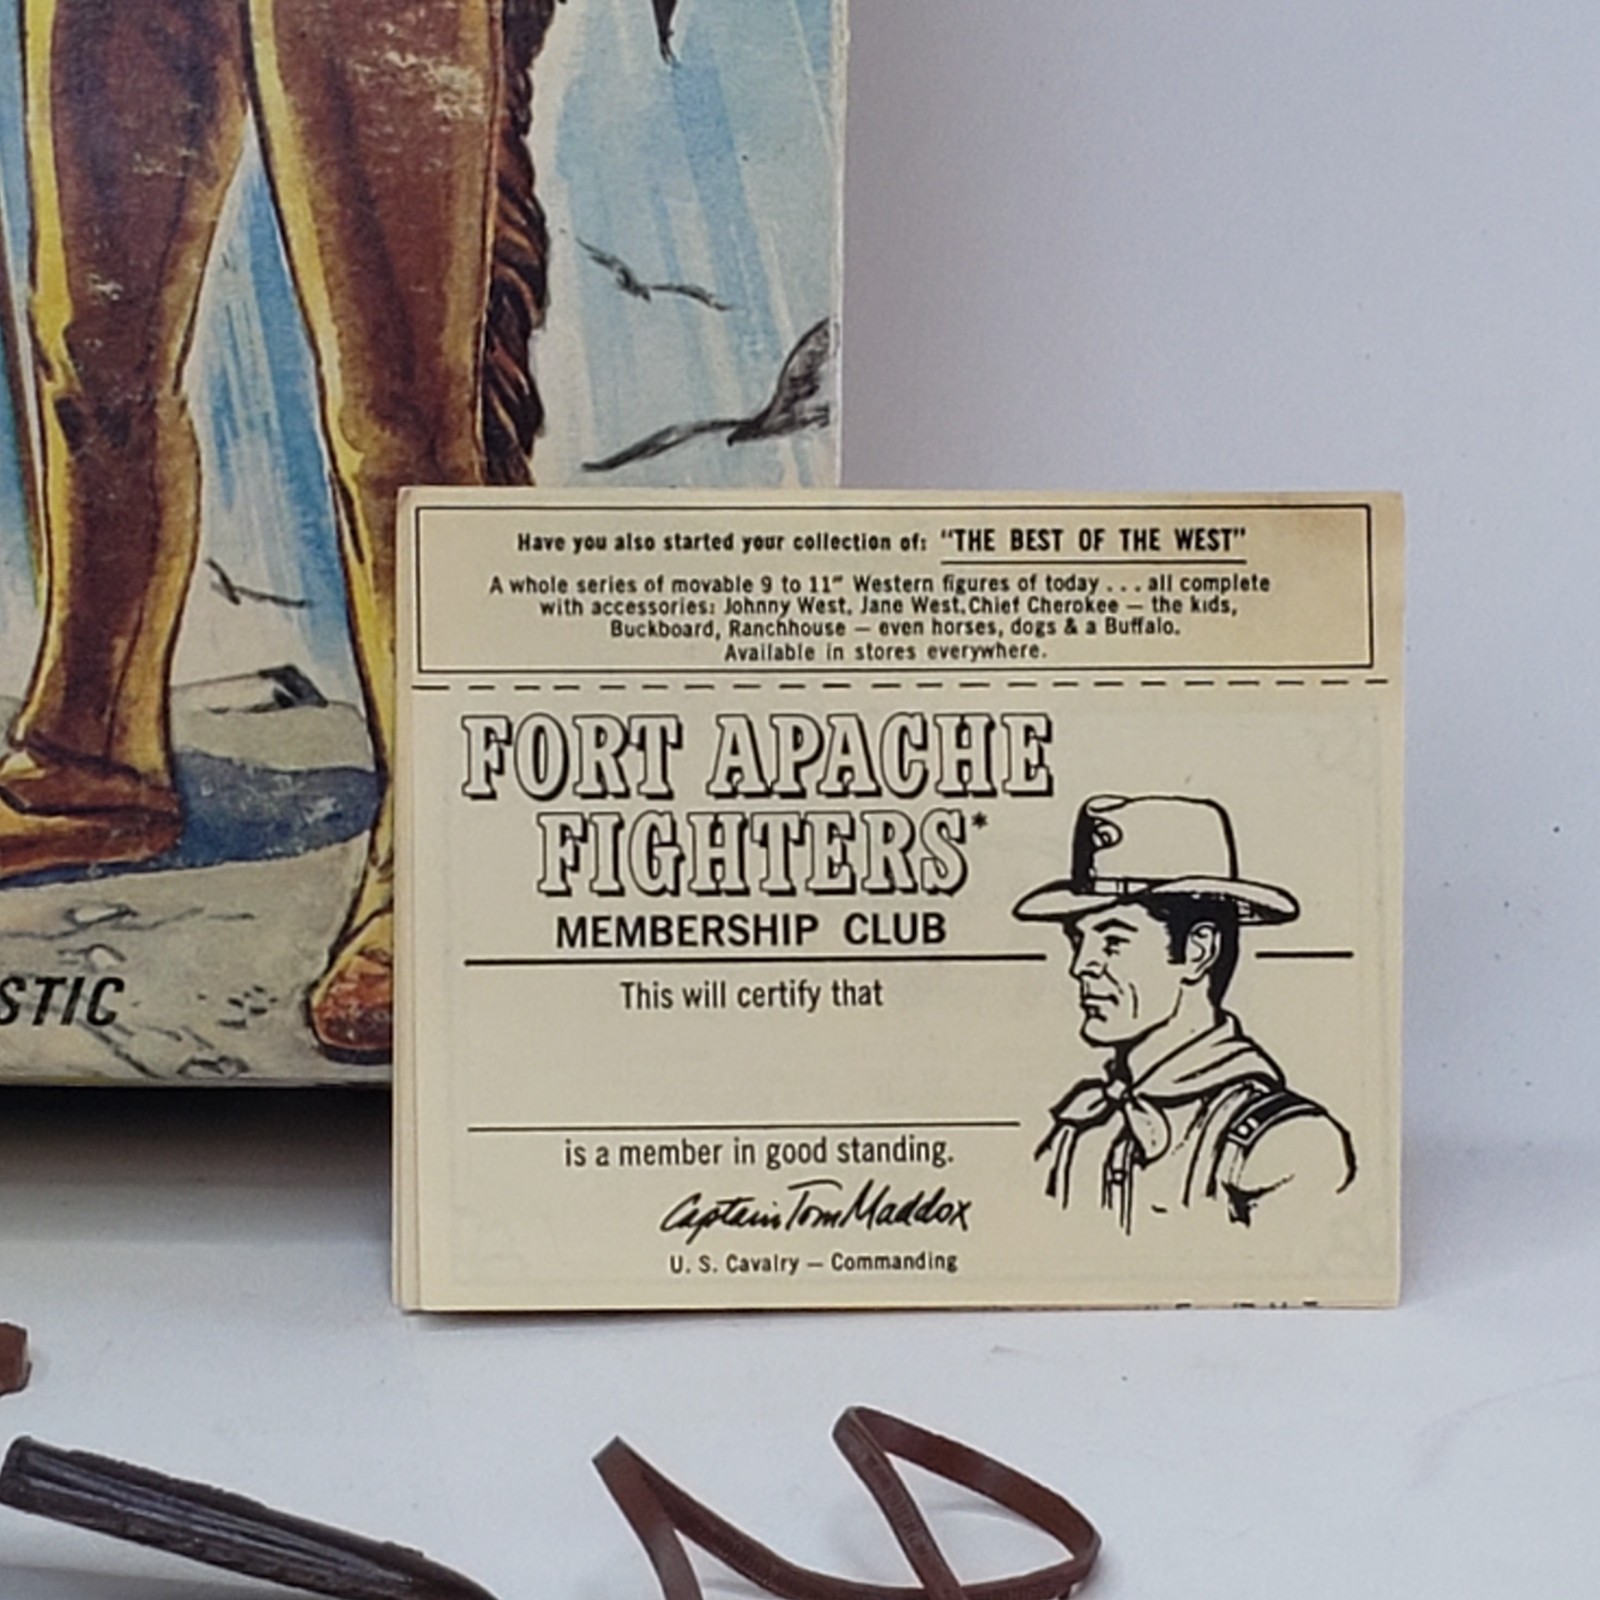 Have you also started your collection of: "THE BEST OF THE WEST"
A whole series of movable 9 to 11" Western figures of today . . . all complete
with accessories: Johnny West, Jane West, Chief Cherokee — the kids,
Buckboard, Ranchhouse — even horses, dogs & a Buffalo.
Available in stores everywhere.
FORT APACHE
FIGHTERS*
MEMBERSHIP CLUB
This will certify that
is a member in good standing.
Captain Tom Maddox
U. S. Cavalry — Commanding
STIC